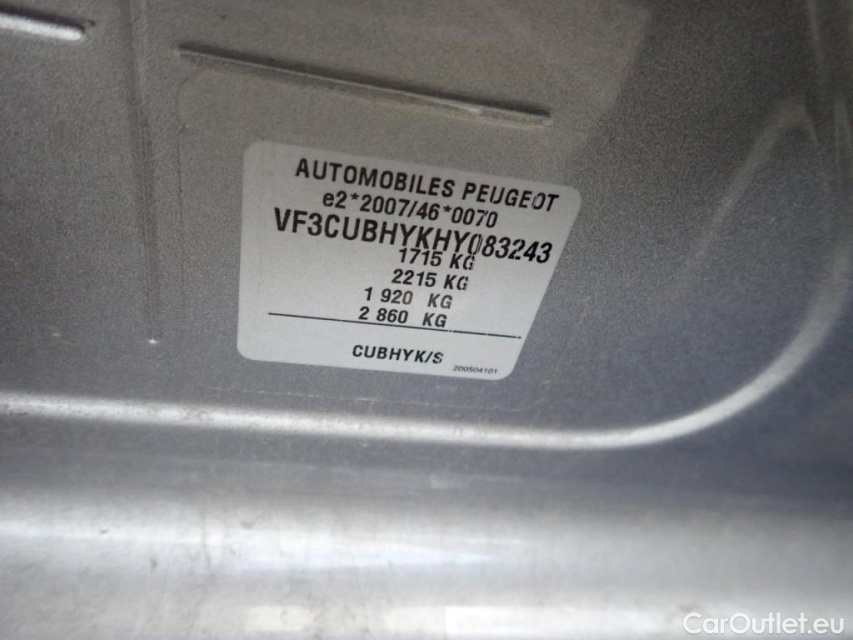 AUTOMOBILES PEUGEOT
e2*2007/46*0070
VF3CUBHYKHY083243
1715 KG
2215 KG
1 920 KG
2 860 KG
CUBHYK/S
200504101
CarOutlet.eu